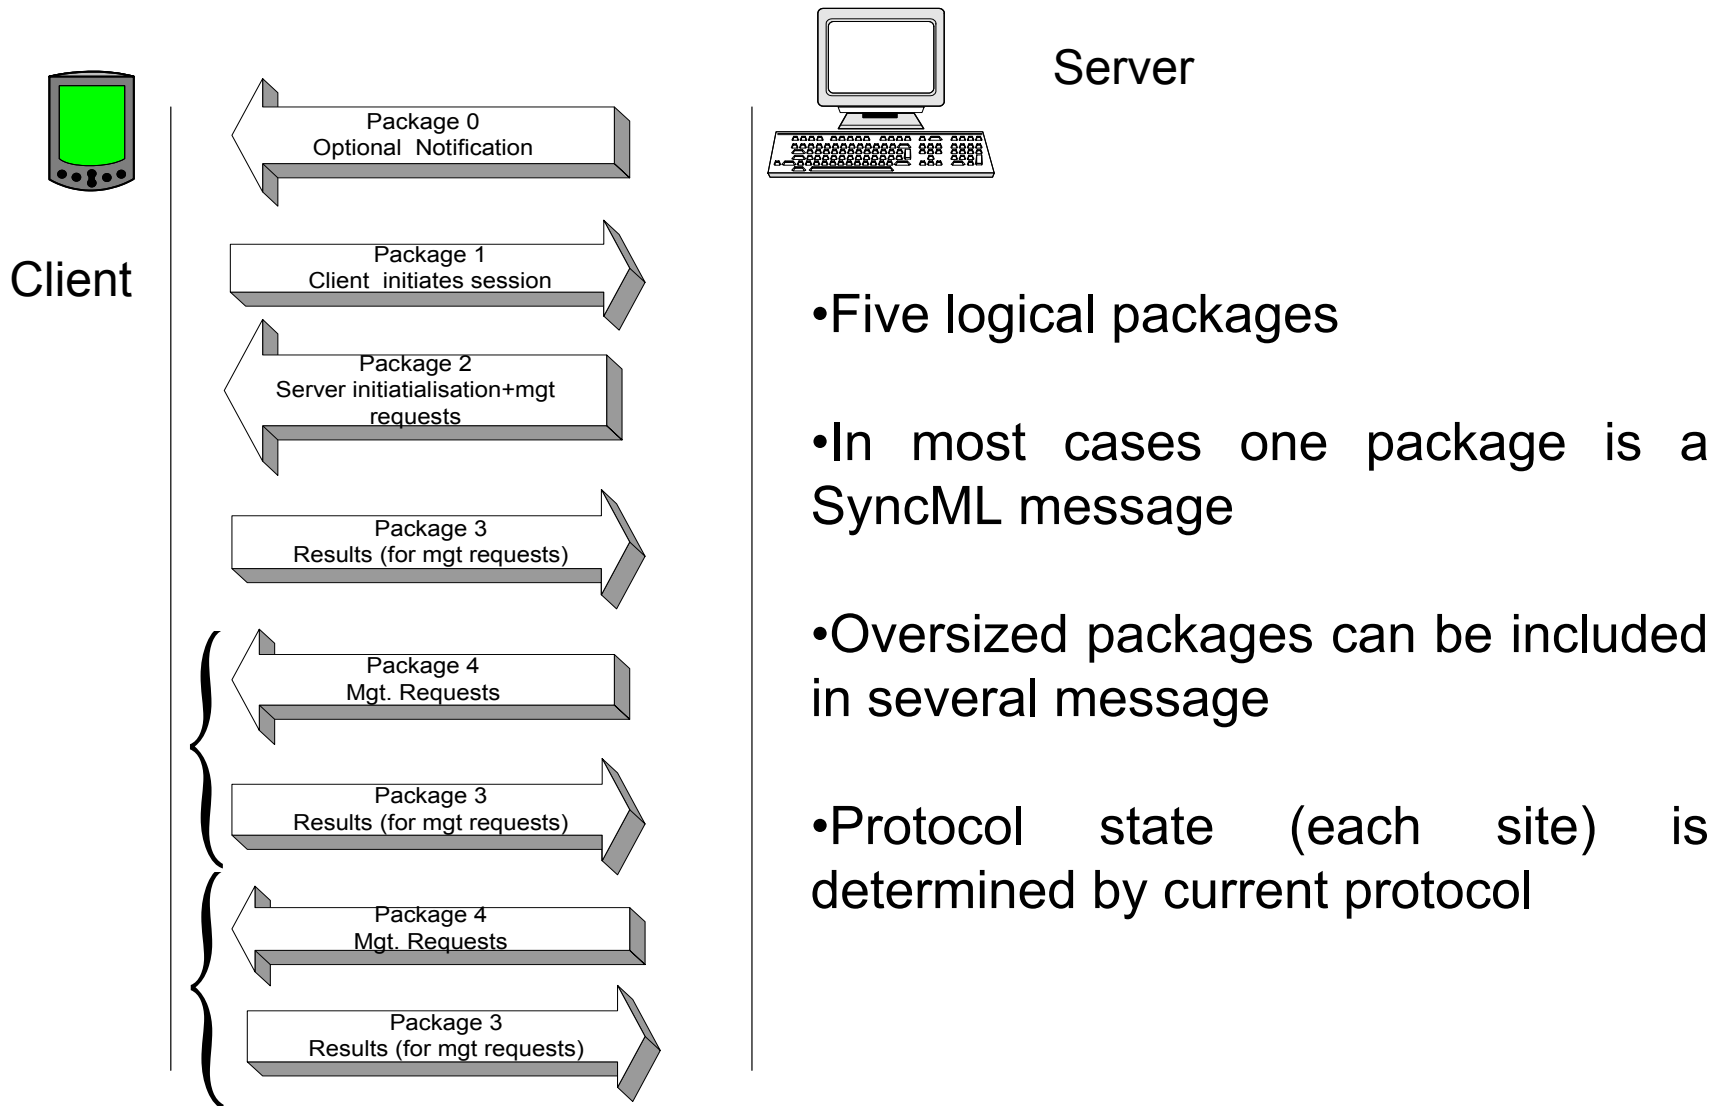 Server
Client
Package 0
Optional Notification
Package 1
Client initiates session
Package 2
Server initiatialisation+mgt
requests
Package 3
Results (for mgt requests)
Package 4
Mgt. Requests
Package 3
Results (for mgt requests)
Package 4
Mgt. Requests
Package 3
Results (for mgt requests)
•Five logical packages
•In most cases one package is a
SyncML message
•Oversized packages can be included
in several message
•Protocol state (each site) is
determined by current protocol